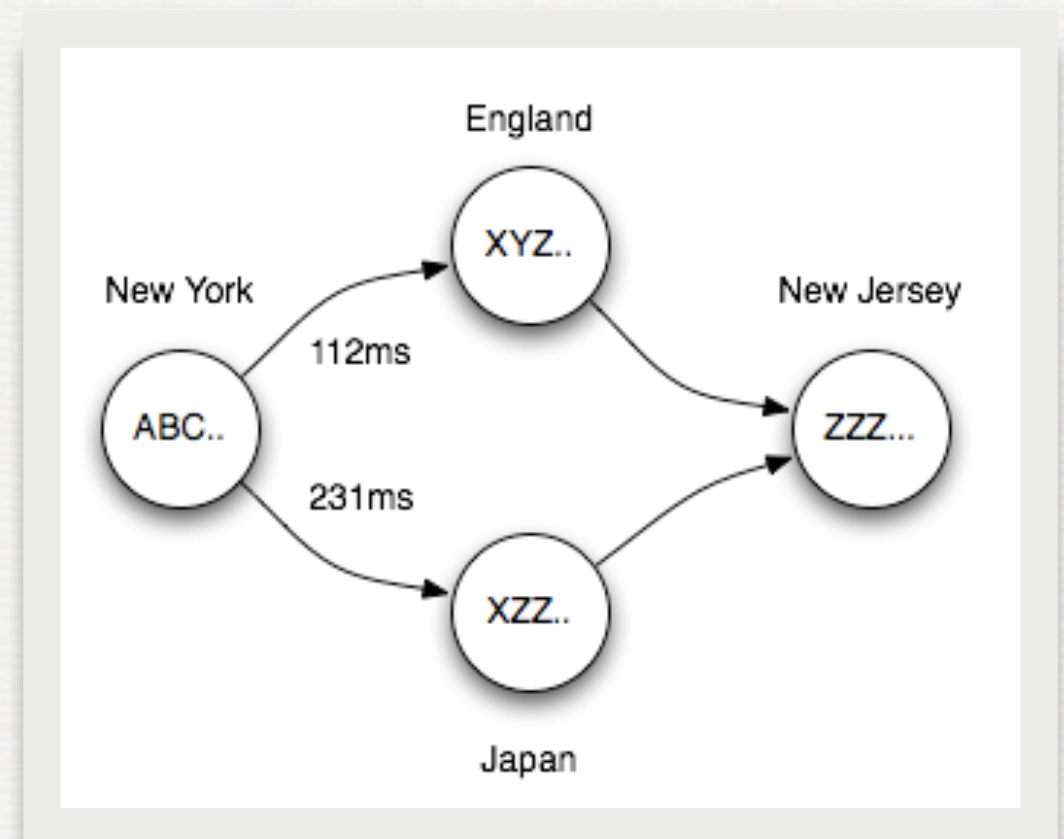 England
XYZ..
New York
New Jersey
112ms
ABC..
ZZZ...
231ms
XZZ..
Japan